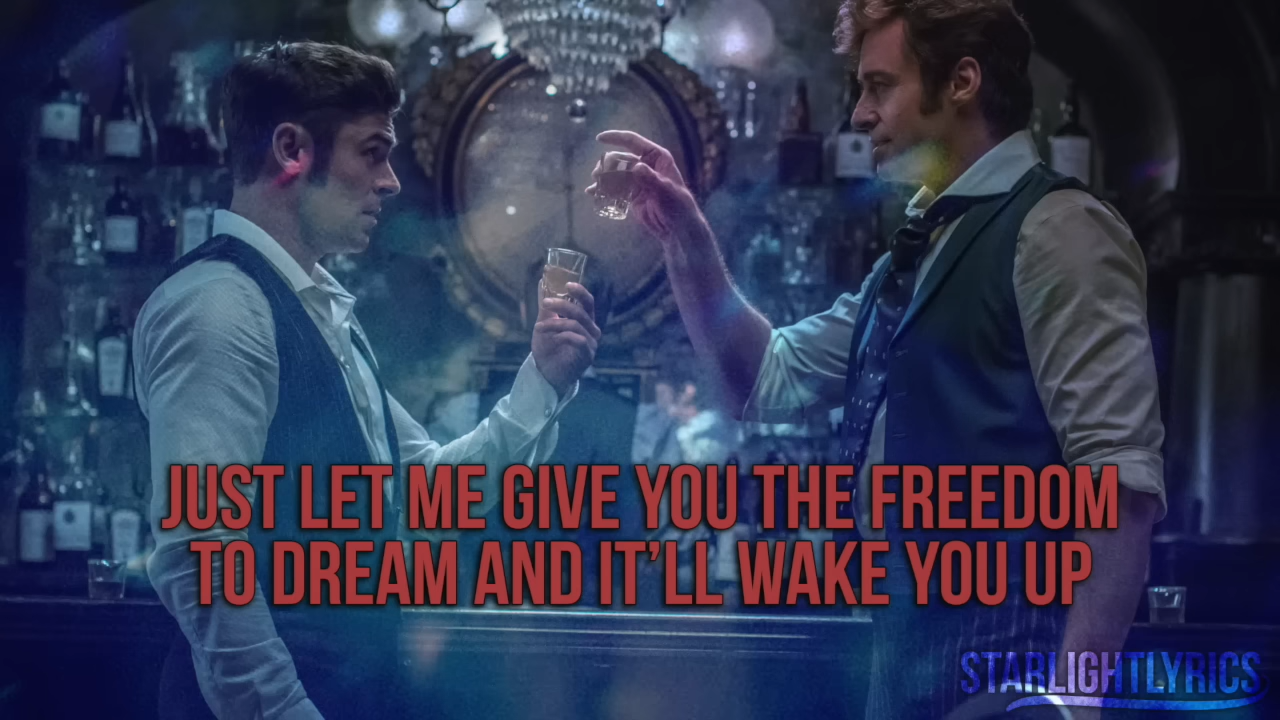 JUST LET ME GIVE YOU THE FREEDOM
TO DREAM AND IT’LL WAKE YOU UP
STARLIGHTLYRICS